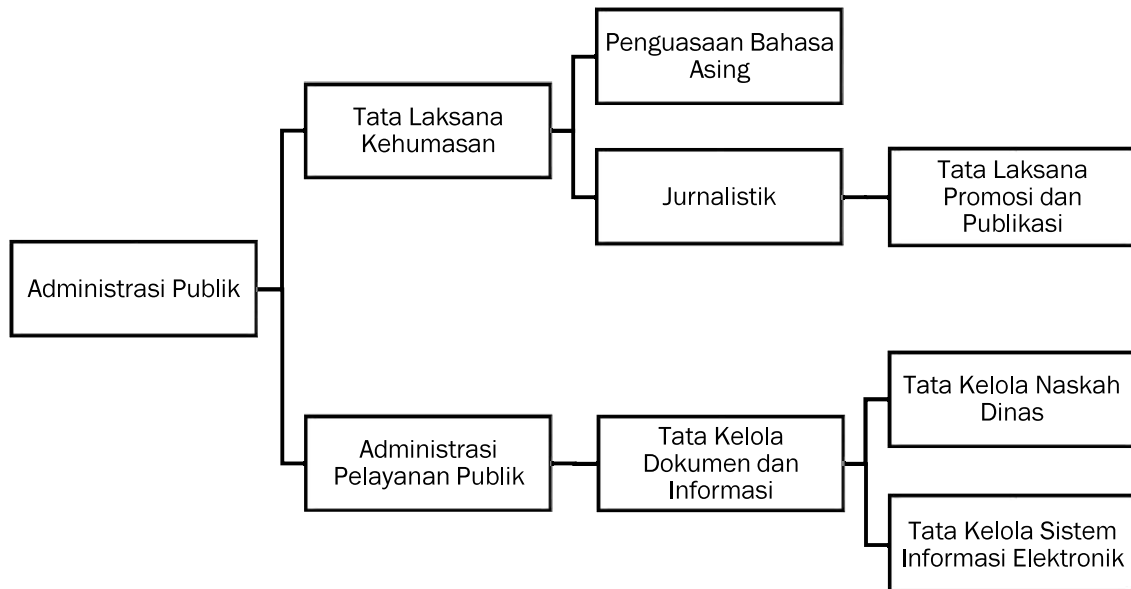 Penguasaan Bahasa
Asing
Tata Laksana
Kehumasan
Jurnalistik
Tata Laksana
Promosi dan
Publikasi
Administrasi Publik
Tata Kelola Naskah
Dinas
Administrasi
Pelayanan Publik
Tata Kelola
Dokumen dan
Informasi
Tata Kelola Sistem
Informasi Elektronik